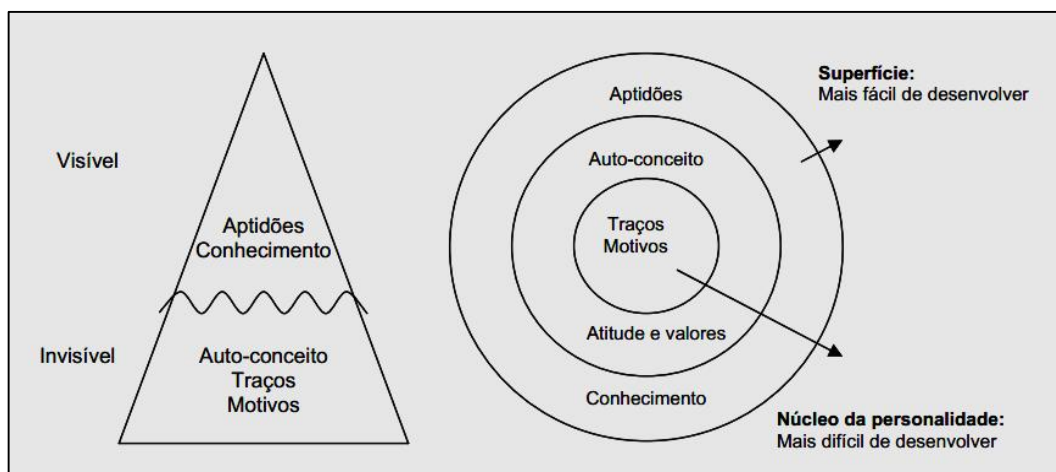 Visível
Aptidões
Conhecimento
Invisível
Auto-conceito
Traços
Motivos
Aptidões
Auto-conceito
Traços
Motivos
Atitude e valores
Conhecimento
Superfície:
Mais fácil de desenvolver
Núcleo da personalidade:
Mais difícil de desenvolver